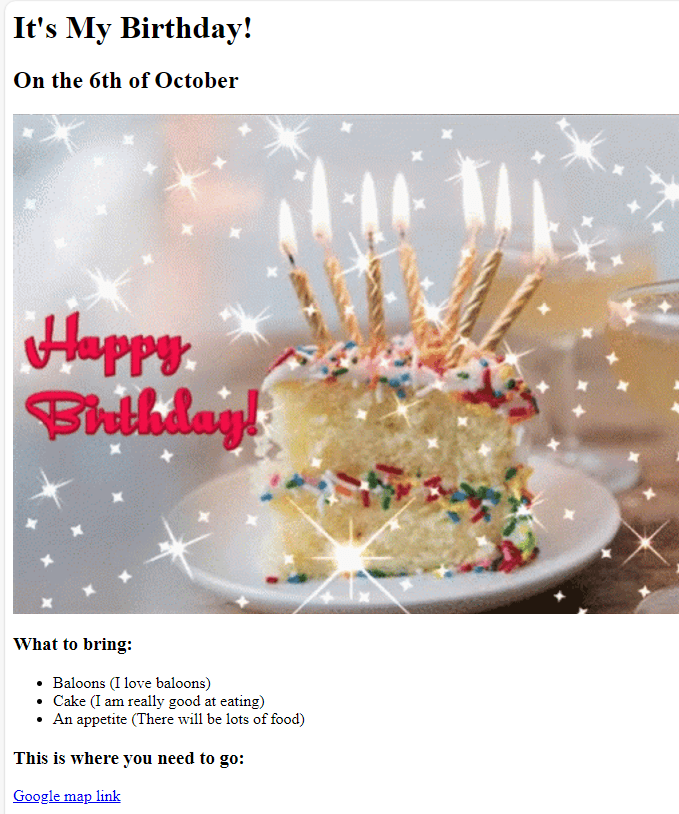 It's My Birthday!
On the 6th of October
Happy
Birthday!
What to bring:
Baloons (I love baloons)
Cake (I am really good at eating)
An appetite (There will be lots of food)
This is where you need to go:
Google map link